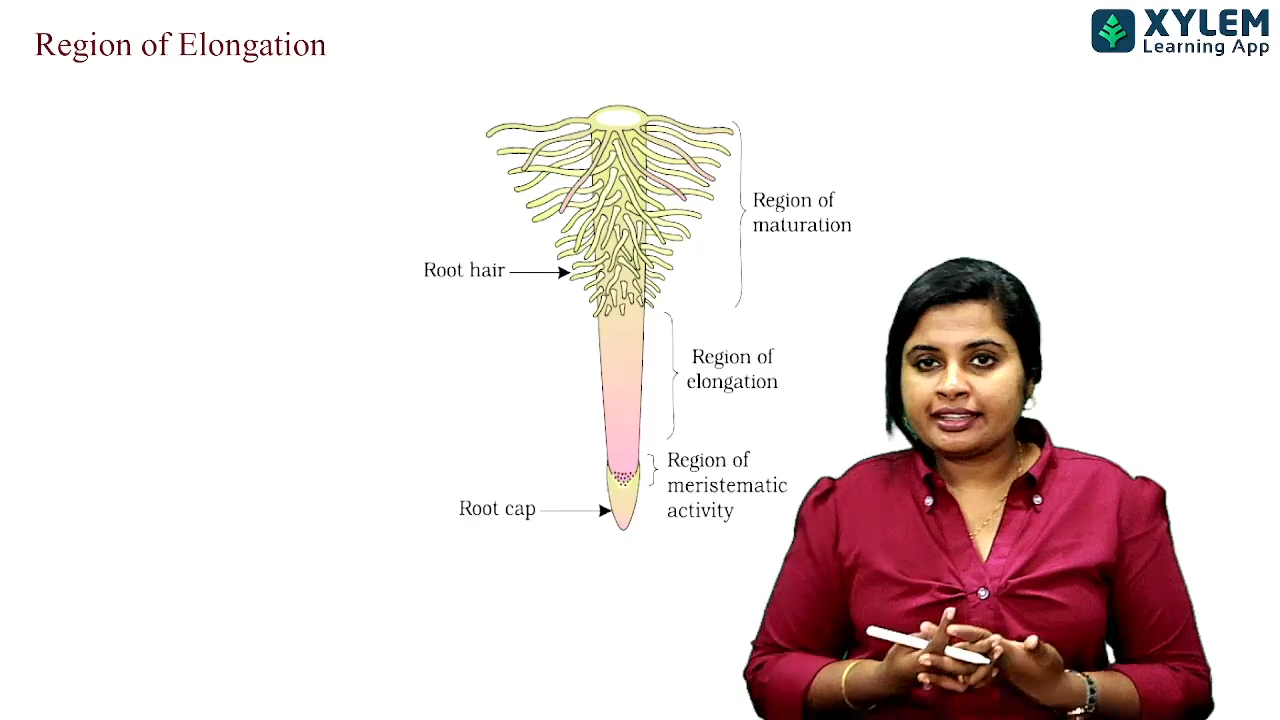 Region of Elongation
XYLEM
Learning App
Region of
maturation
Root hair
Region of
elongation
Region of
meristematic
activity
Root cap